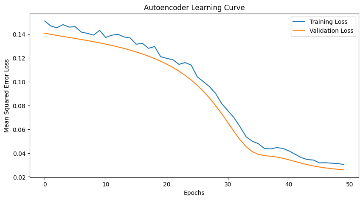 Autoencoder Learning Curve
Training Loss
Validation Loss
Mean Squared Error Loss
0.14
0.12
0.10
0.08
0.06
0.04
0.02
0
10
20
30
40
50
Epochs